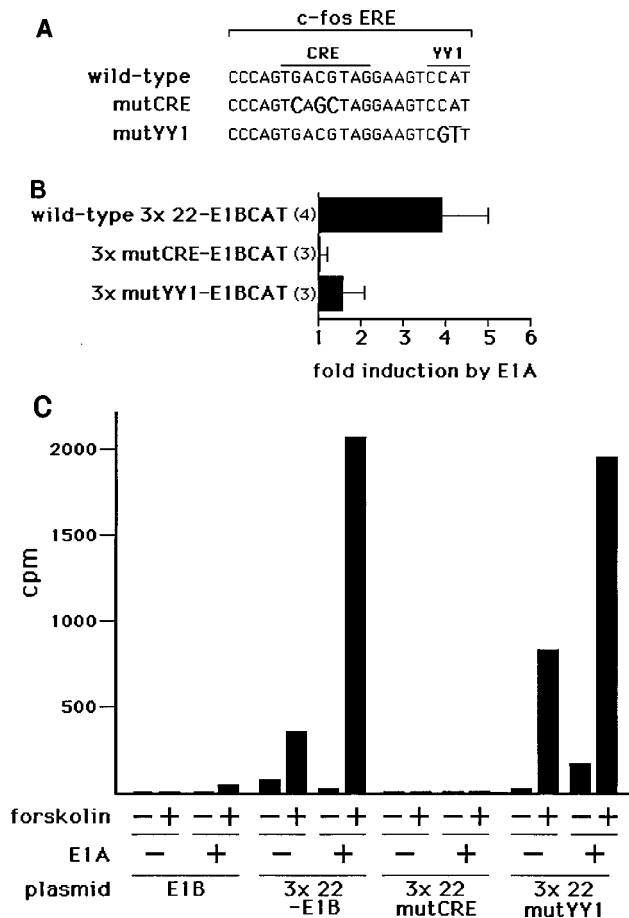 A
c-fos ERE
CRE YY1
wild-type CCCAGTGACGTAGGAAGTCCAT
mutCRE CCCAGTCAGCTAGGAAGTCCAT
mutYY1 CCCAGTGACGTAGGAAGTCGTT
B
wild-type 3x 22-E1BCAT (4)
3x mutCRE-E1BCAT (3)
3x mutYY1-E1BCAT (3)
1 2 3 4 5 6
fold induction by E1A
C
2000
1500
1000
500
cpm
forskolin - + - + - + - + - + - + - + - +
E1A - + - + - + - +
plasmid E1B 3x 22 -E1B 3x 22 mutCRE 3x 22 mutYY1